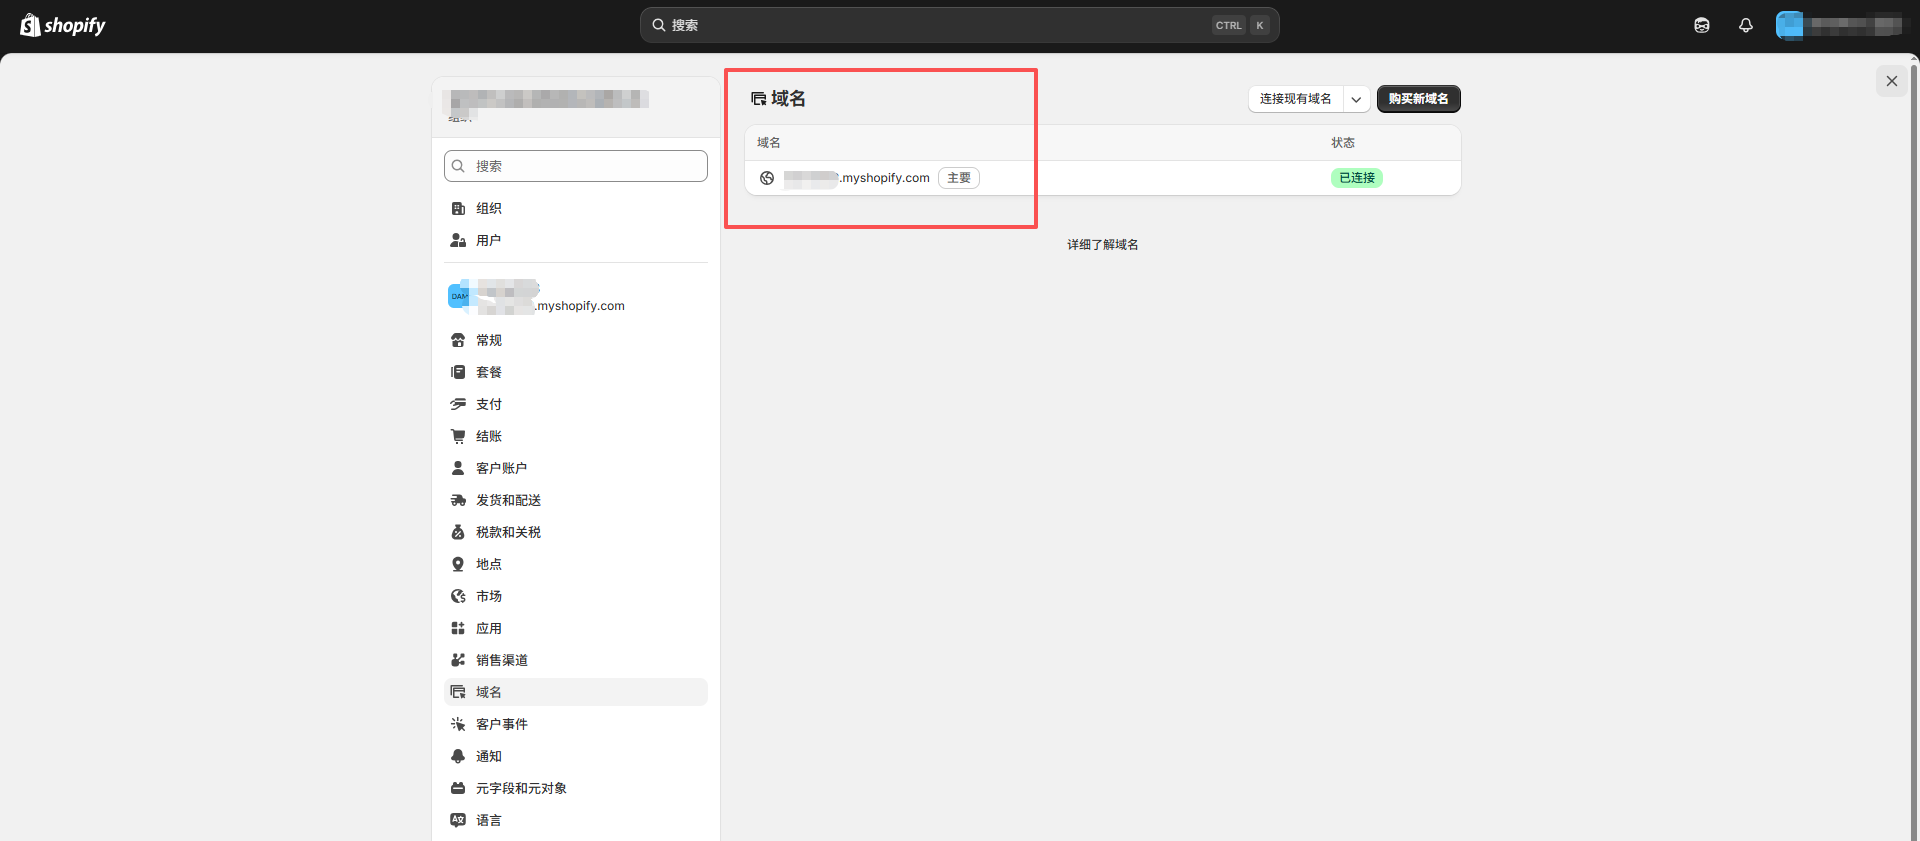 shopify
搜索
CTRL K
组织
搜索
组织
用户
DAM
.myshopify.com
常规
套餐
支付
结账
客户账户
发货和配送
税款和关税
地点
市场
应用
销售渠道
域名
客户事件
通知
元字段和元对象
语言
域名
连接现有域名
购买新域名
域名 状态
.myshopify.com 主要 已连接
详细了解域名